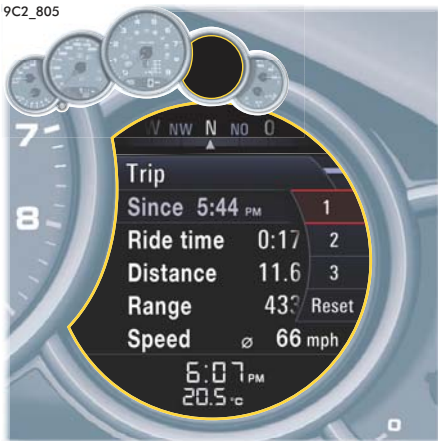 9C2_805
W NW N NO O
Trip
Since 5:44 PM 1
Ride time 0:17 2
Distance 11.6 3
Range 433 Reset
Speed ø 66 mph
6:07 PM
20.5 °C
7
8
0